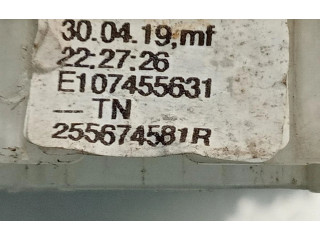 30.04.19,mf
22:27:26
E107455631
--- TN
255674581R